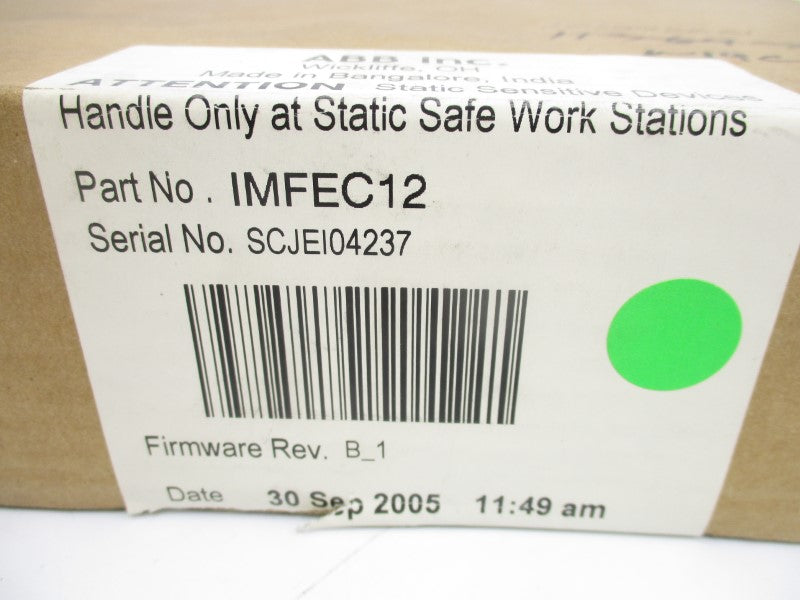 ABB Inc.
Wickliffe, OH
Made in Bangalore, India
ATTENTION Static Sensitive Devices
Handle Only at Static Safe Work Stations
Part No . IMFEC12
Serial No. SCJEI04237
Firmware Rev. B_1
Date 30 Sep 2005 11:49 am